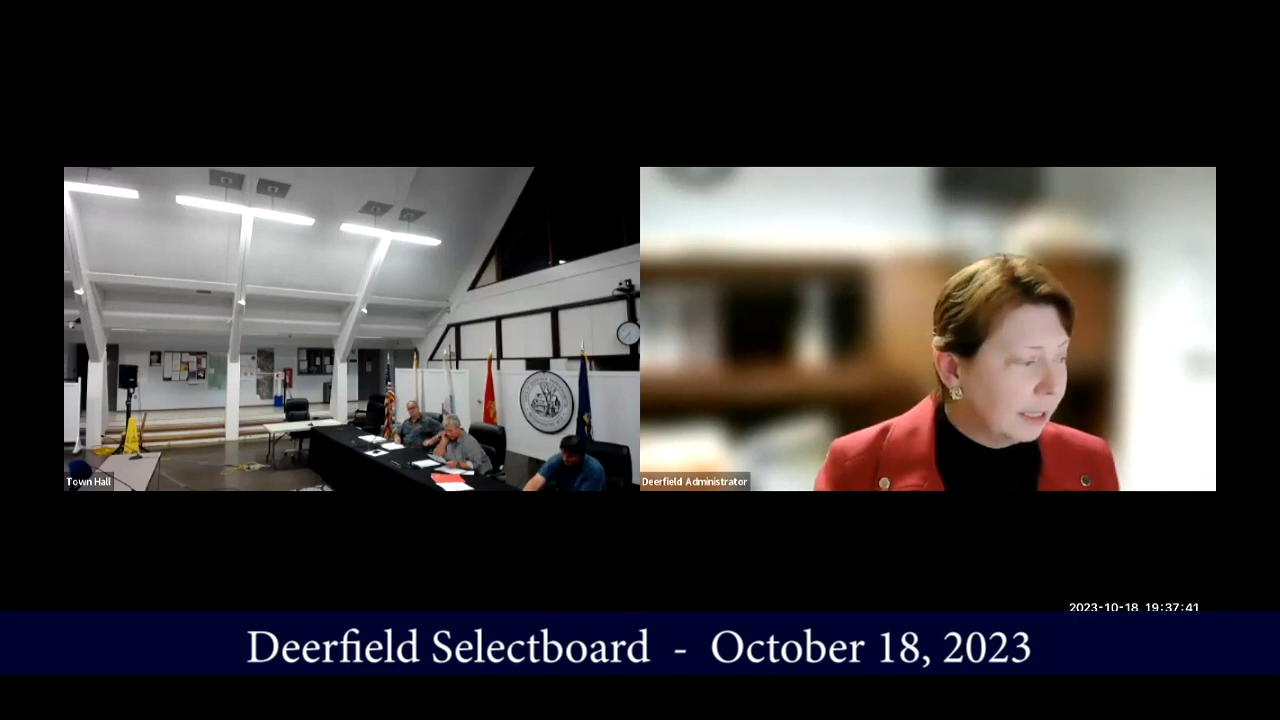 Town Hall
Deerfield Administrator
2023-10-18 19:37:41
Deerfield Selectboard - October 18, 2023